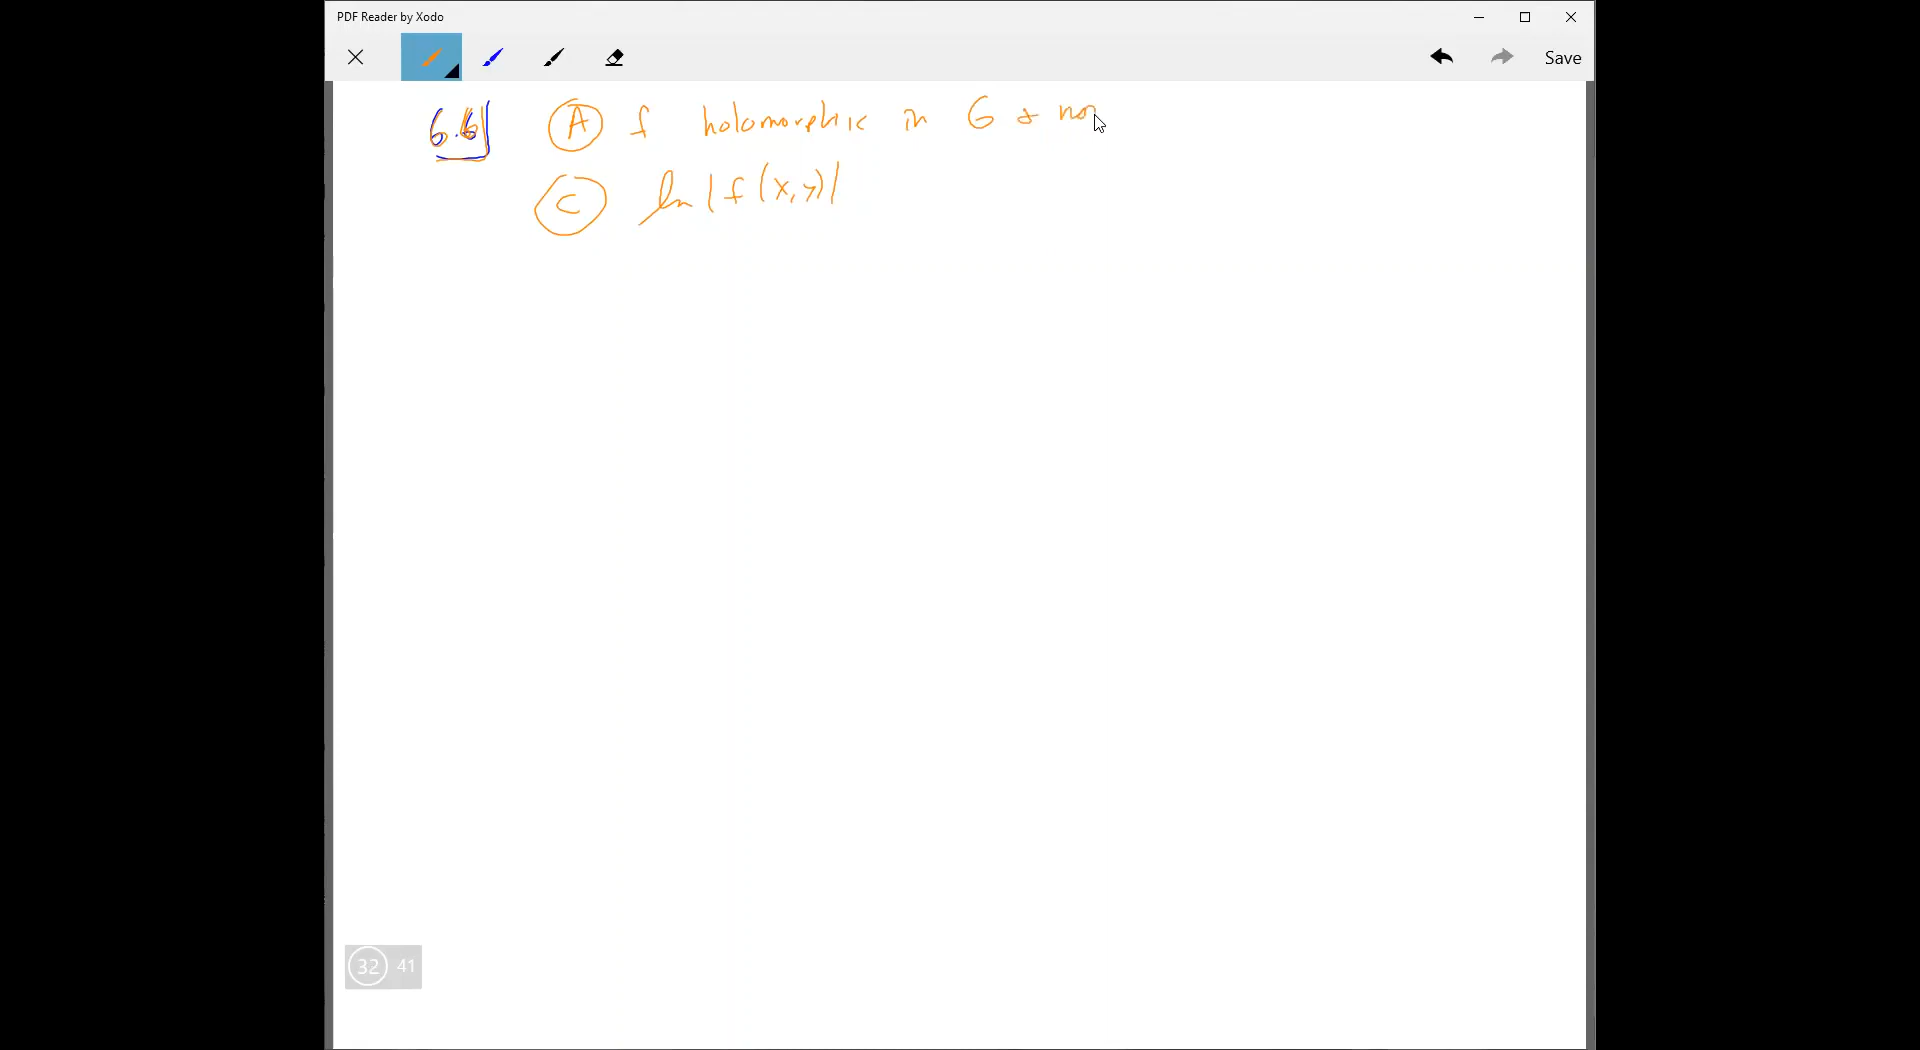 PDF Reader by Xodo
Save
6.6 A f holomorphic in G & non
C ln|f(x,y)|
32 41